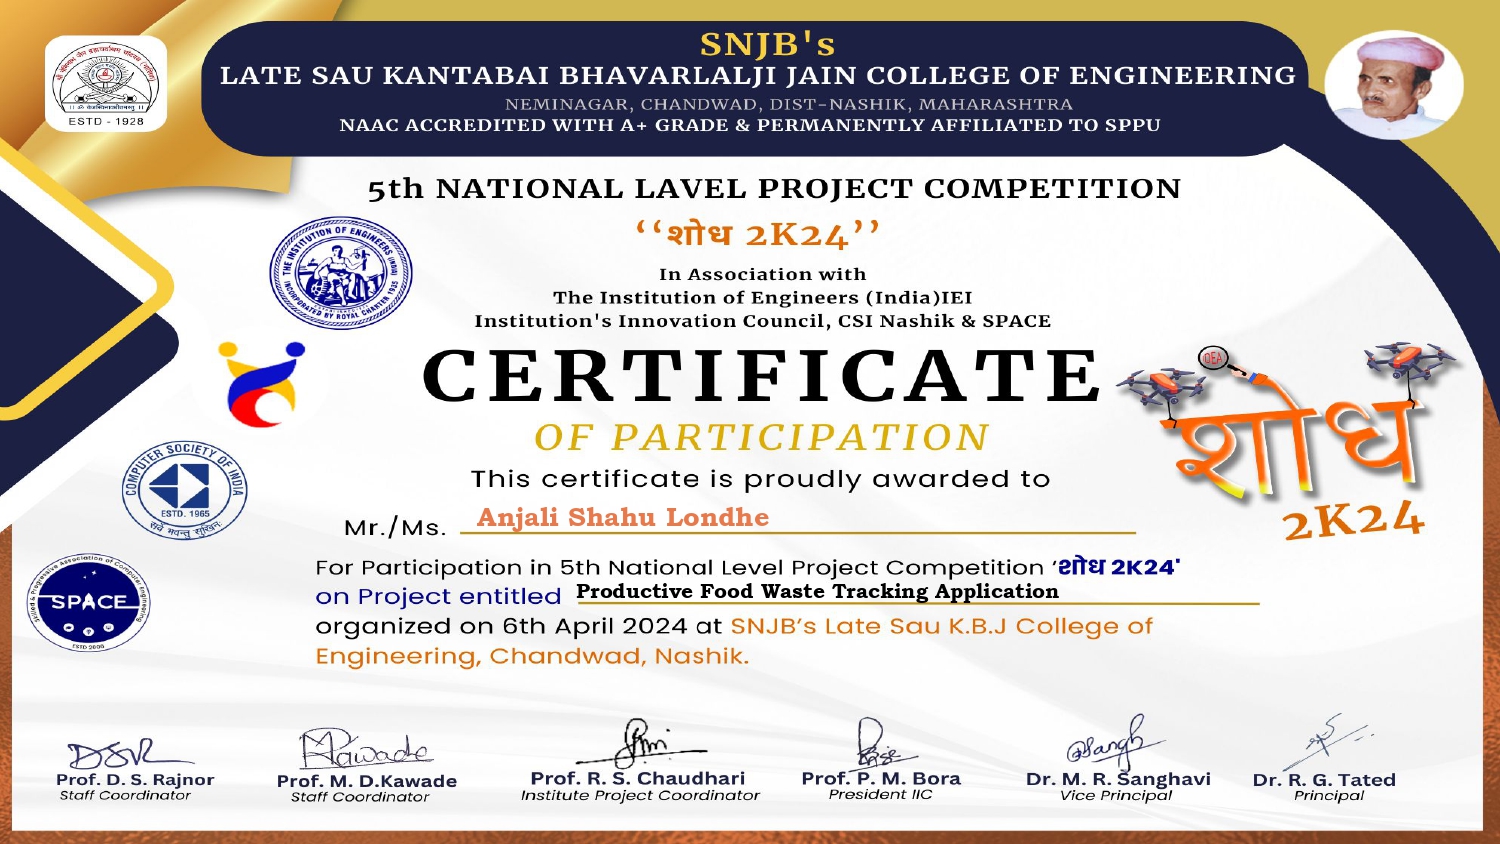 SNJB's
LATE SAU KANTABAI BHAVARLALJI JAIN COLLEGE OF ENGINEERING
NEMINAGAR, CHANDWAD, DIST-NASHIK, MAHARASHTRA
NAAC ACCREDITED WITH A+ GRADE & PERMANENTLY AFFILIATED TO SPPU
ESTD - 1928
5th NATIONAL LAVEL PROJECT COMPETITION
‘‘शोध 2K24’’
THE INSTITUTION OF ENGINEERS (INDIA)
INCORPORATED BY ROYAL CHARTER 1935
In Association with
The Institution of Engineers (India)IEI
Institution's Innovation Council, CSI Nashik & SPACE
CERTIFICATE
OF PARTICIPATION
शोध
2K24
COMPUTER SOCIETY OF INDIA
ESTD. 1965
This certificate is proudly awarded to
Mr./Ms. Anjali Shahu Londhe
For Participation in 5th National Level Project Competition ‘शोध 2K24'
on Project entitled Productive Food Waste Tracking Application
organized on 6th April 2024 at SNJB’s Late Sau K.B.J College of
Engineering, Chandwad, Nashik.
SPACE
Prof. D. S. Rajnor
Staff Coordinator
Prof. M. D.Kawade
Staff Coordinator
Prof. R. S. Chaudhari
Institute Project Coordinator
Prof. P. M. Bora
President IIC
Dr. M. R. Sanghavi
Vice Principal
Dr. R. G. Tated
Principal